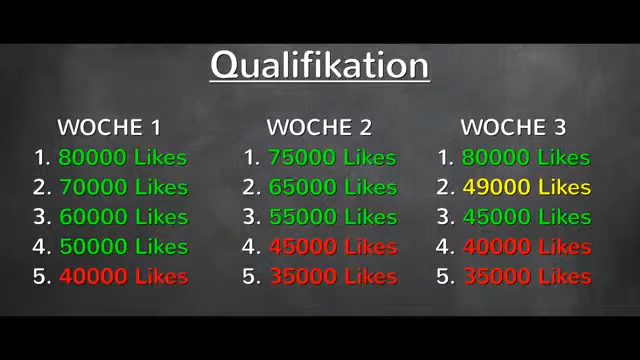 Qualifikation
WOCHE 1
1. 80000 Likes
2. 70000 Likes
3. 60000 Likes
4. 50000 Likes
5. 40000 Likes
WOCHE 2
1. 75000 Likes
2. 65000 Likes
3. 55000 Likes
4. 45000 Likes
5. 35000 Likes
WOCHE 3
1. 80000 Likes
2. 49000 Likes
3. 45000 Likes
4. 40000 Likes
5. 35000 Likes